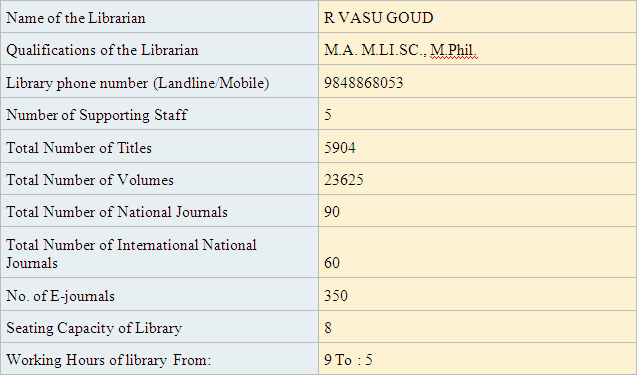 Name of the Librarian R VASU GOUD
Qualifications of the Librarian M.A. M.LI.SC., M.Phil.
Library phone number (Landline/Mobile) 9848868053
Number of Supporting Staff 5
Total Number of Titles 5904
Total Number of Volumes 23625
Total Number of National Journals 90
Total Number of International National
Journals 60
No. of E-journals 350
Seating Capacity of Library 8
Working Hours of library From: 9 To : 5